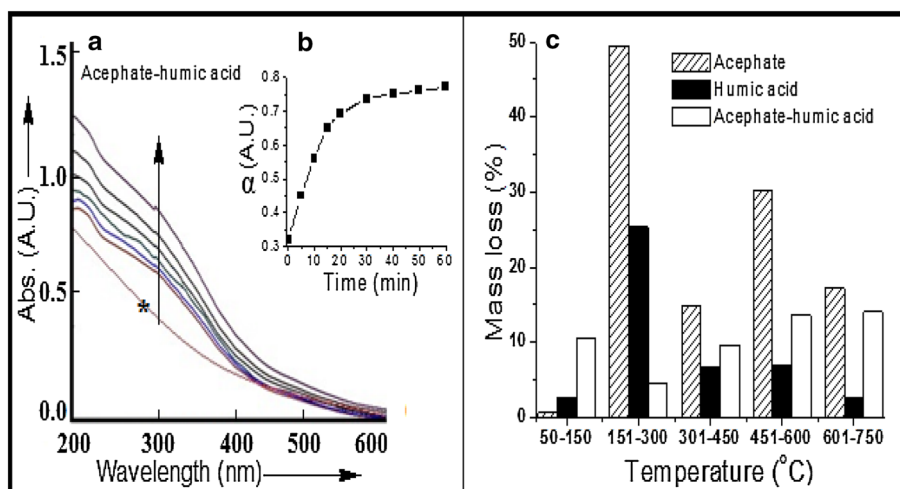 a
Acephate-humic acid
Abs. (A.U.)
1.5
1.0
0.5
0.0
*
200 300 400 500 600
Wavelength (nm)
b
α (A.U.)
0.8
0.7
0.6
0.5
0.4
0.3
0 10 20 30 40 50 60
Time (min)
c
Mass loss (%)
50
40
30
20
10
0
Acephate
Humic acid
Acephate-humic acid
50-150 151-300 301-450 451-600 601-750
Temperature (°C)